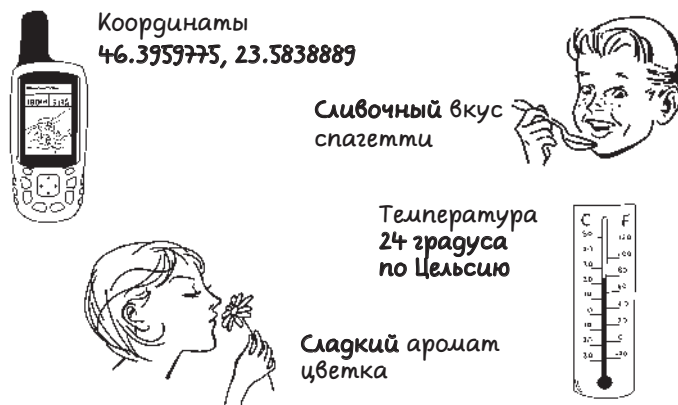 Координаты
46.3959775, 23.5838889
Сливочный вкус
спагетти
Температура
24 градуса
по Цельсию
C F
Сладкий аромат
цветка